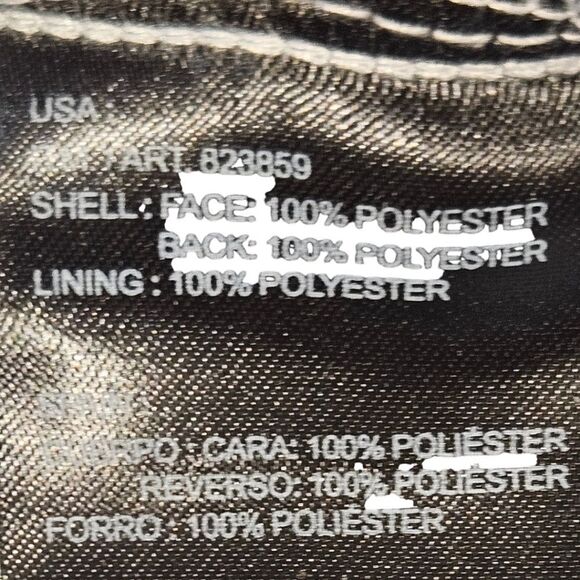 USA :
/ ART. 823859
SHELL : FACE: 100% POLYESTER
BACK: 100% POLYESTER
LINING : 100% POLYESTER
CUERPO : CARA: 100% POLIÉSTER
REVERSO: 100% POLIÉSTER
FORRO : 100% POLIÉSTER